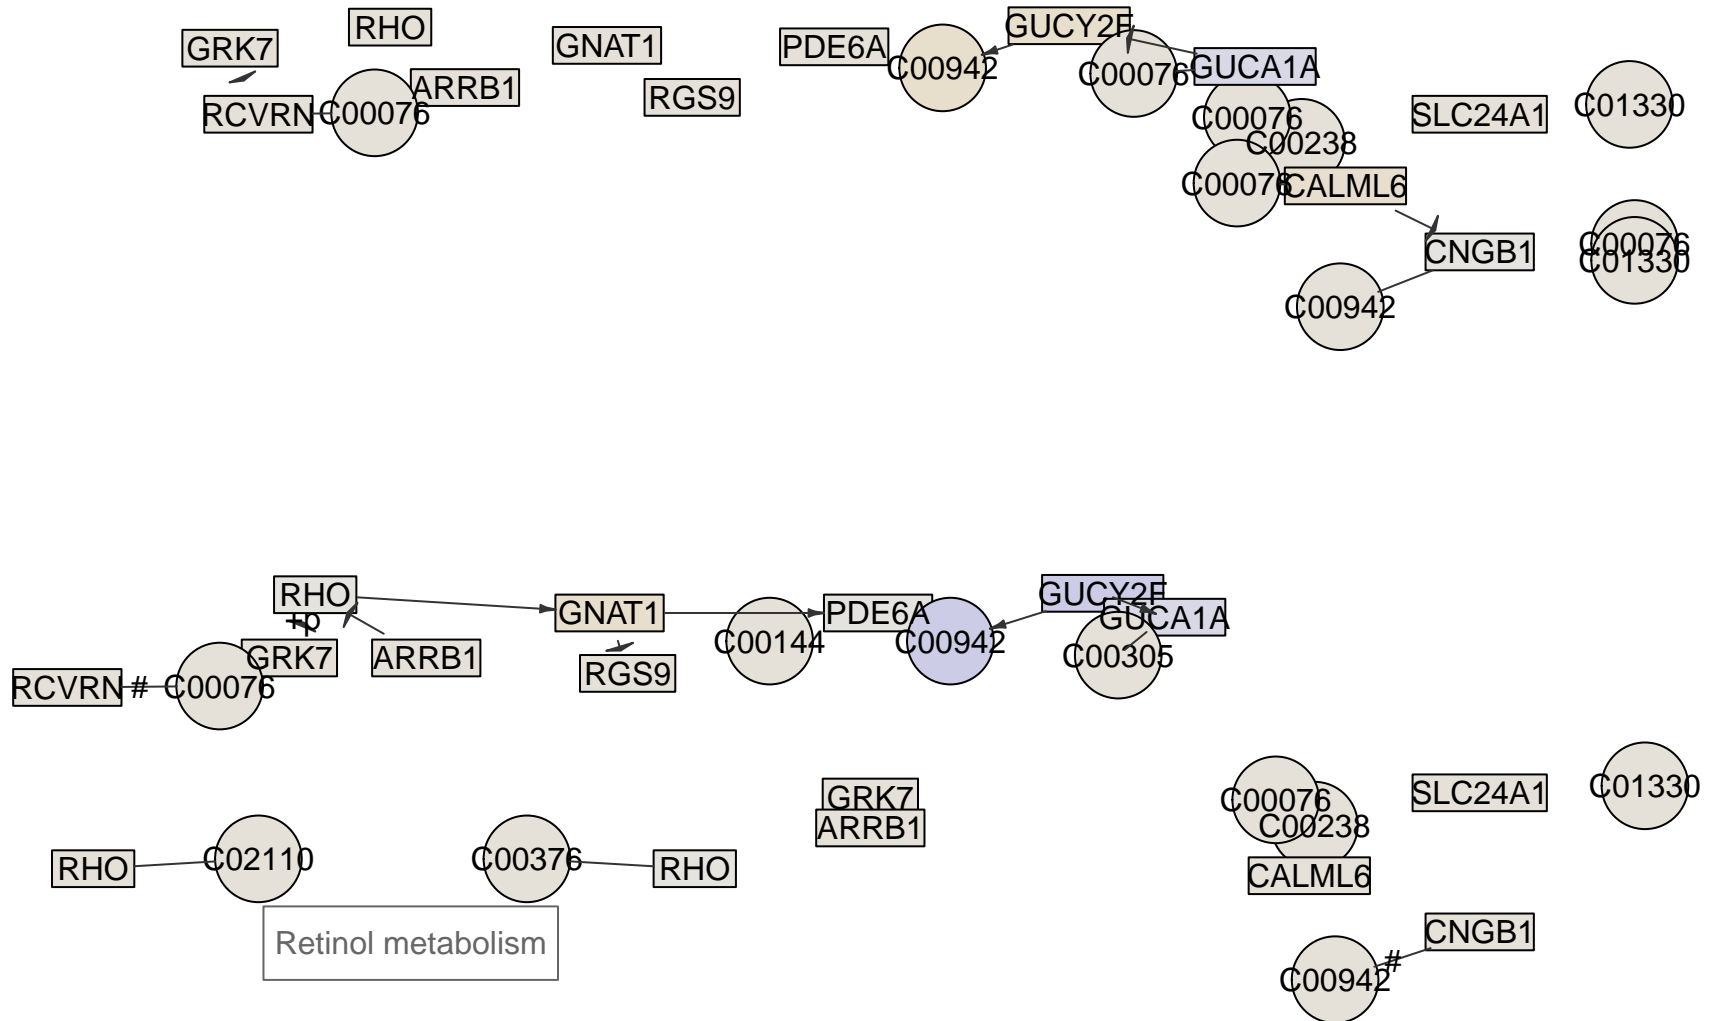 RHO
GRK7
GNAT1
PDE6A
GUCY2F
C00942
C00076
GUCA1A
ARRB1
RGS9
RCVRN
C00076
C00076
C00238
SLC24A1
C01330
C00076
CALML6
CNGB1
C00076
C01330
C00942
RHO
+p
GNAT1
PDE6A
GUCY2F
GUCA1A
C00144
C00942
C00305
GRK7
ARRB1
RGS9
RCVRN
#
C00076
GRK7
ARRB1
C00076
C00238
SLC24A1
C01330
RHO
C02110
C00376
RHO
CALML6
Retinol metabolism
CNGB1
#
C00942